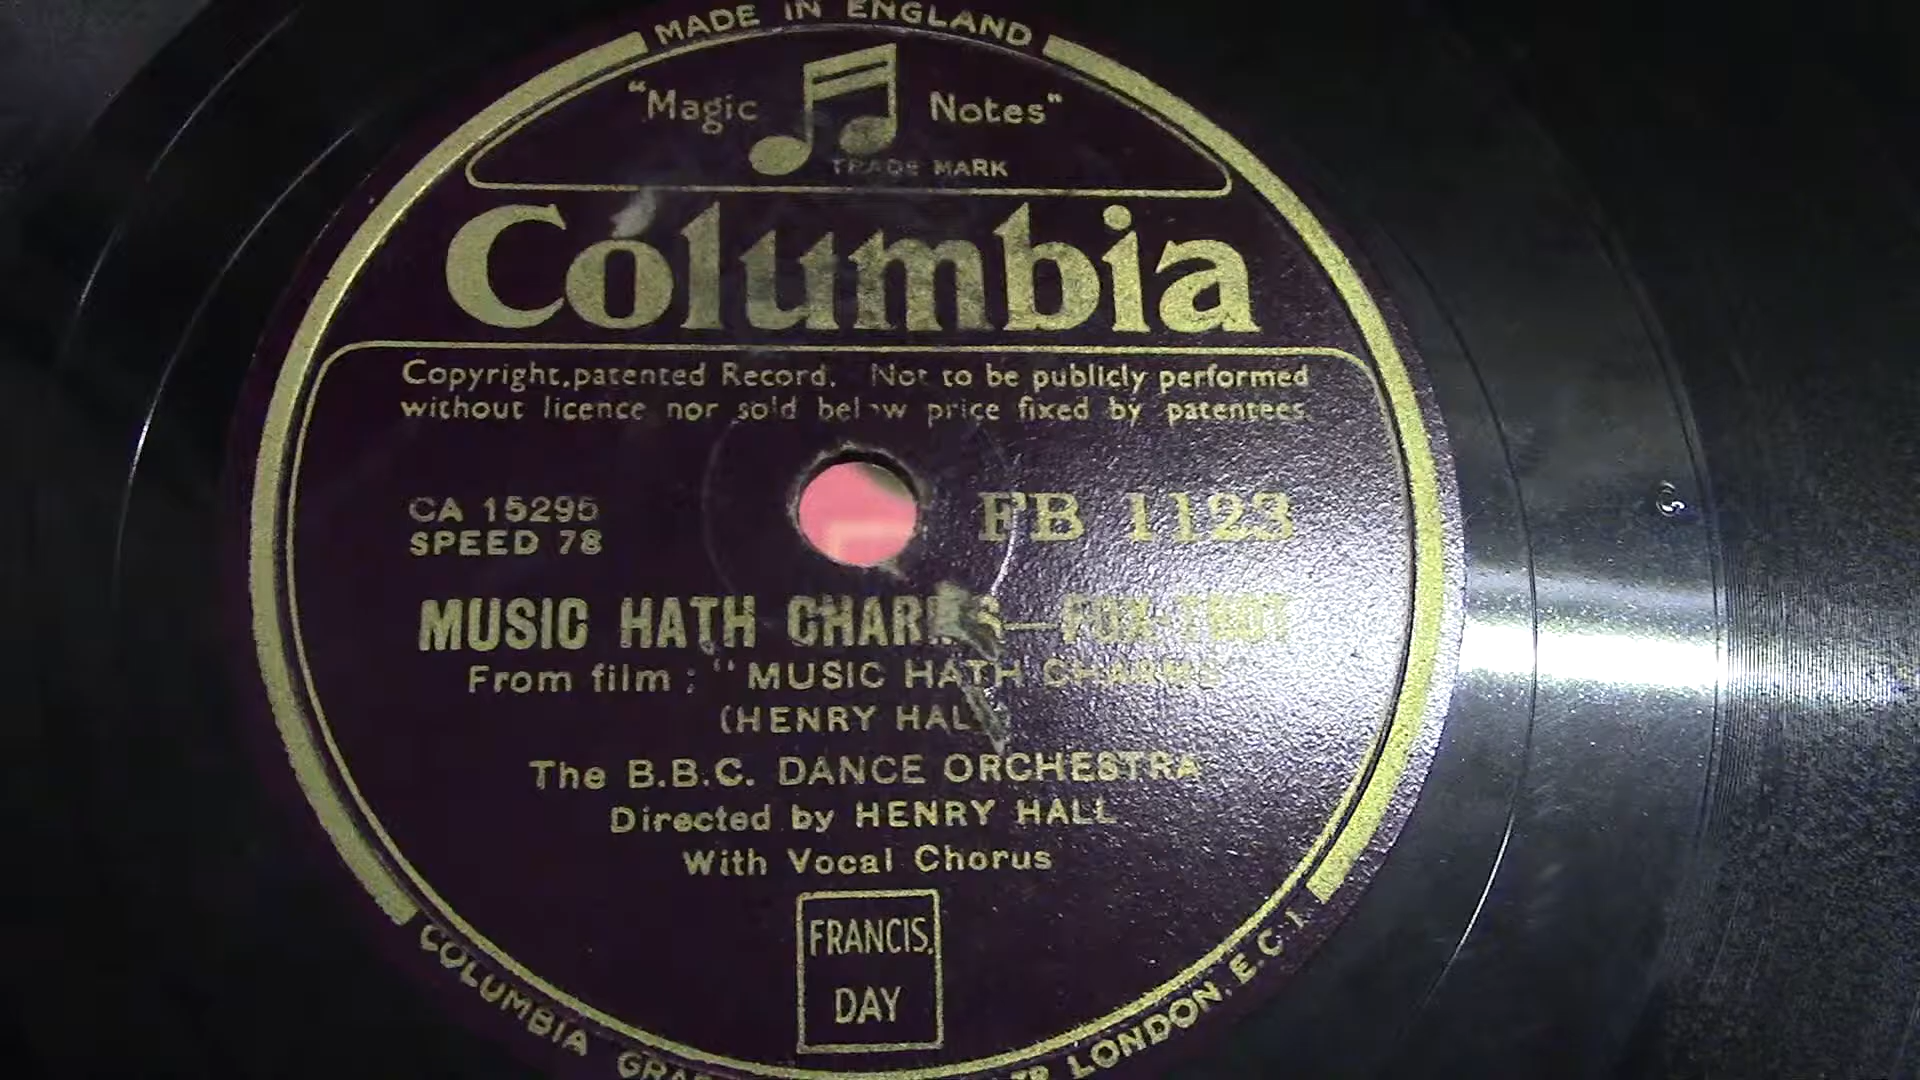 MADE IN ENGLAND
"Magic Notes"
TRADE MARK
Columbia
Copyright, patented Record. Not to be publicly performed
without licence nor sold below price fixed by patentees.
CA 15295
SPEED 78
FB 1123
MUSIC HATH CHARMS—FOX-TROT
From film : "MUSIC HATH CHARMS"
(HENRY HALL)
The B.B.C. DANCE ORCHESTRA
Directed by HENRY HALL
With Vocal Chorus
FRANCIS,
DAY
COLUMBIA LONDON. E.C.1.